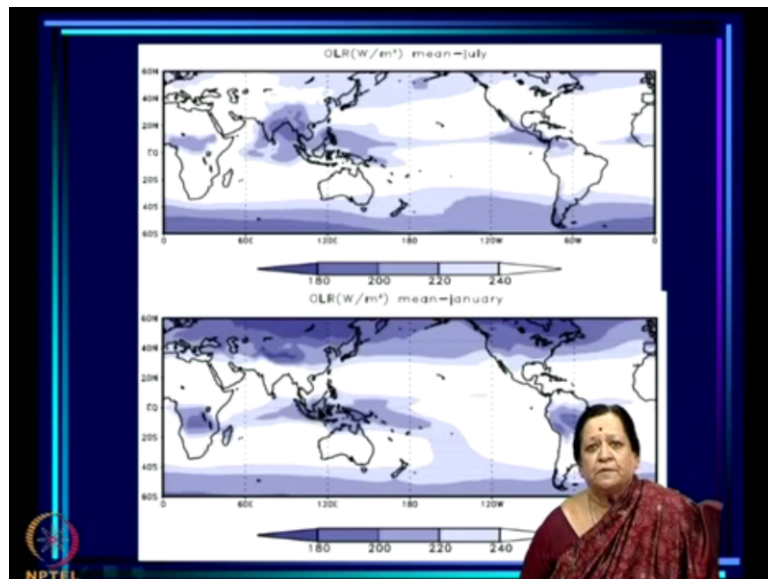 OLR(W/m²) mean-july
60N
40N
20N
EQ
20S
40S
60S
0 60E 120E 180 120W 60W 0
180 200 220 240
OLR(W/m²) mean-january
60N
40N
20N
EQ
20S
40S
60S
0 60E 120E 180 120W
180 200 220 240
NPTEL